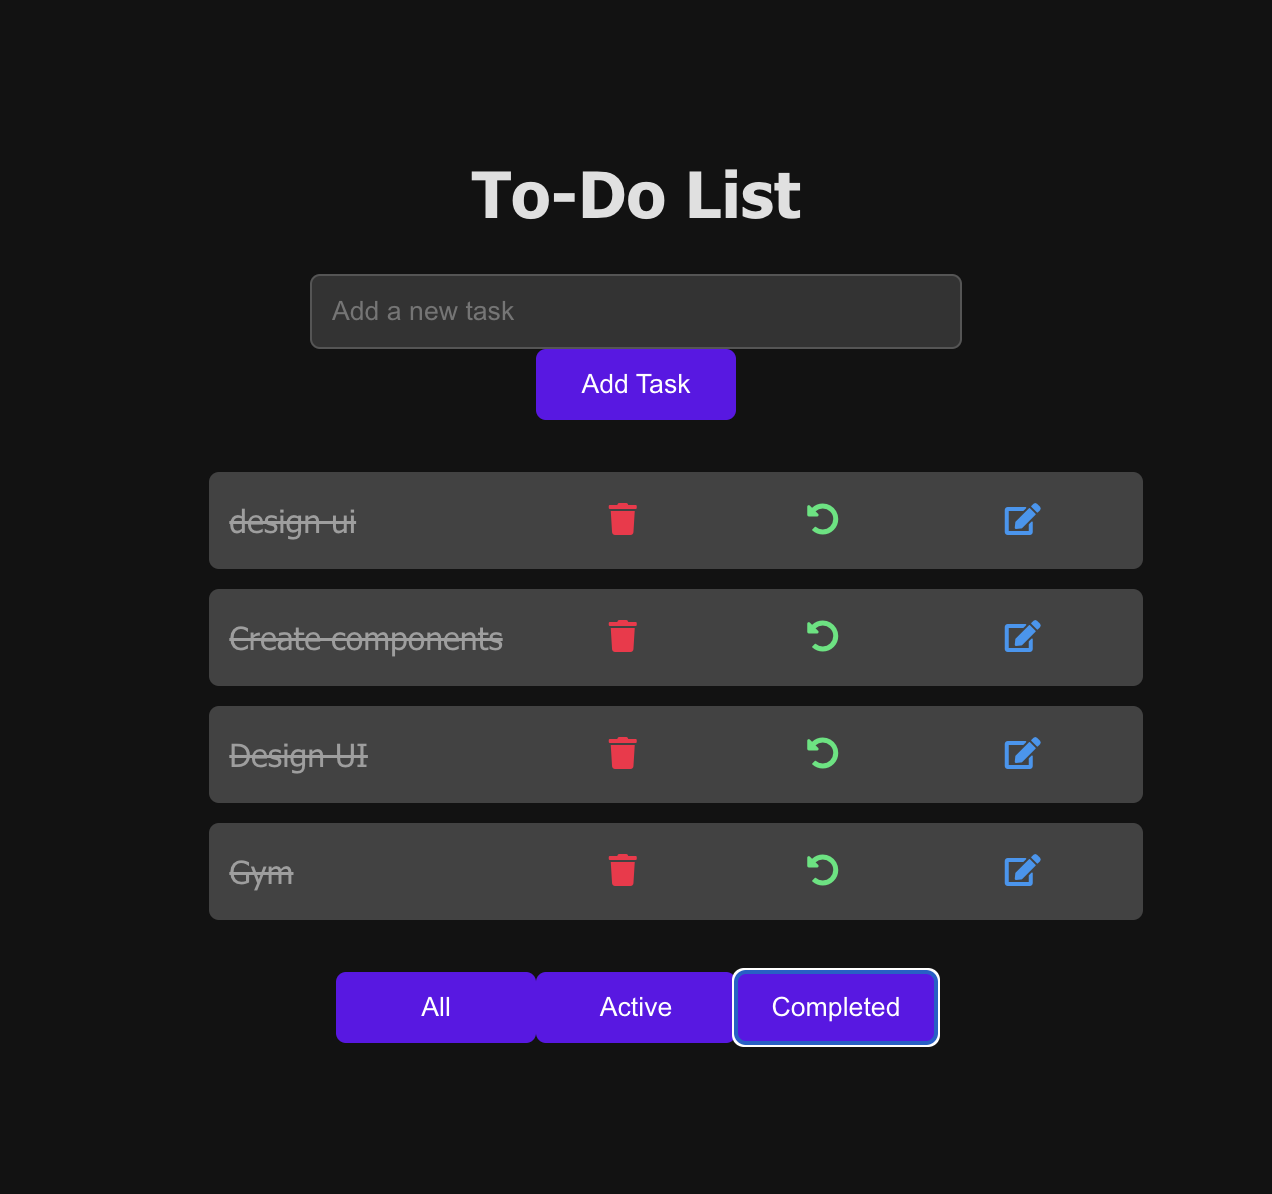 To-Do List
Add a new task
Add Task
design ui
Create components
Design UI
Gym
All Active Completed